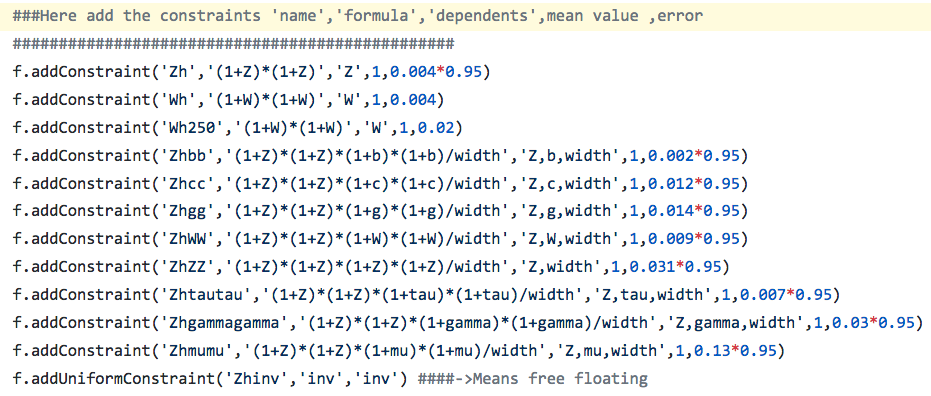 ###Here add the constraints 'name','formula','dependents',mean value ,error
################################################
f.addConstraint('Zh','(1+Z)*(1+Z)','Z',1,0.004*0.95)
f.addConstraint('Wh','(1+W)*(1+W)','W',1,0.004)
f.addConstraint('Wh250','(1+W)*(1+W)','W',1,0.02)
f.addConstraint('Zhbb','(1+Z)*(1+Z)*(1+b)*(1+b)/width','Z,b,width',1,0.002*0.95)
f.addConstraint('Zhcc','(1+Z)*(1+Z)*(1+c)*(1+c)/width','Z,c,width',1,0.012*0.95)
f.addConstraint('Zhgg','(1+Z)*(1+Z)*(1+g)*(1+g)/width','Z,g,width',1,0.014*0.95)
f.addConstraint('ZhWW','(1+Z)*(1+Z)*(1+W)*(1+W)/width','Z,W,width',1,0.009*0.95)
f.addConstraint('ZhZZ','(1+Z)*(1+Z)*(1+Z)*(1+Z)/width','Z,width',1,0.031*0.95)
f.addConstraint('Zhtautau','(1+Z)*(1+Z)*(1+tau)*(1+tau)/width','Z,tau,width',1,0.007*0.95)
f.addConstraint('Zhgammagamma','(1+Z)*(1+Z)*(1+gamma)*(1+gamma)/width','Z,gamma,width',1,0.03*0.95)
f.addConstraint('Zhmumu','(1+Z)*(1+Z)*(1+mu)*(1+mu)/width','Z,mu,width',1,0.13*0.95)
f.addUniformConstraint('Zhinv','inv','inv') ####->Means free floating